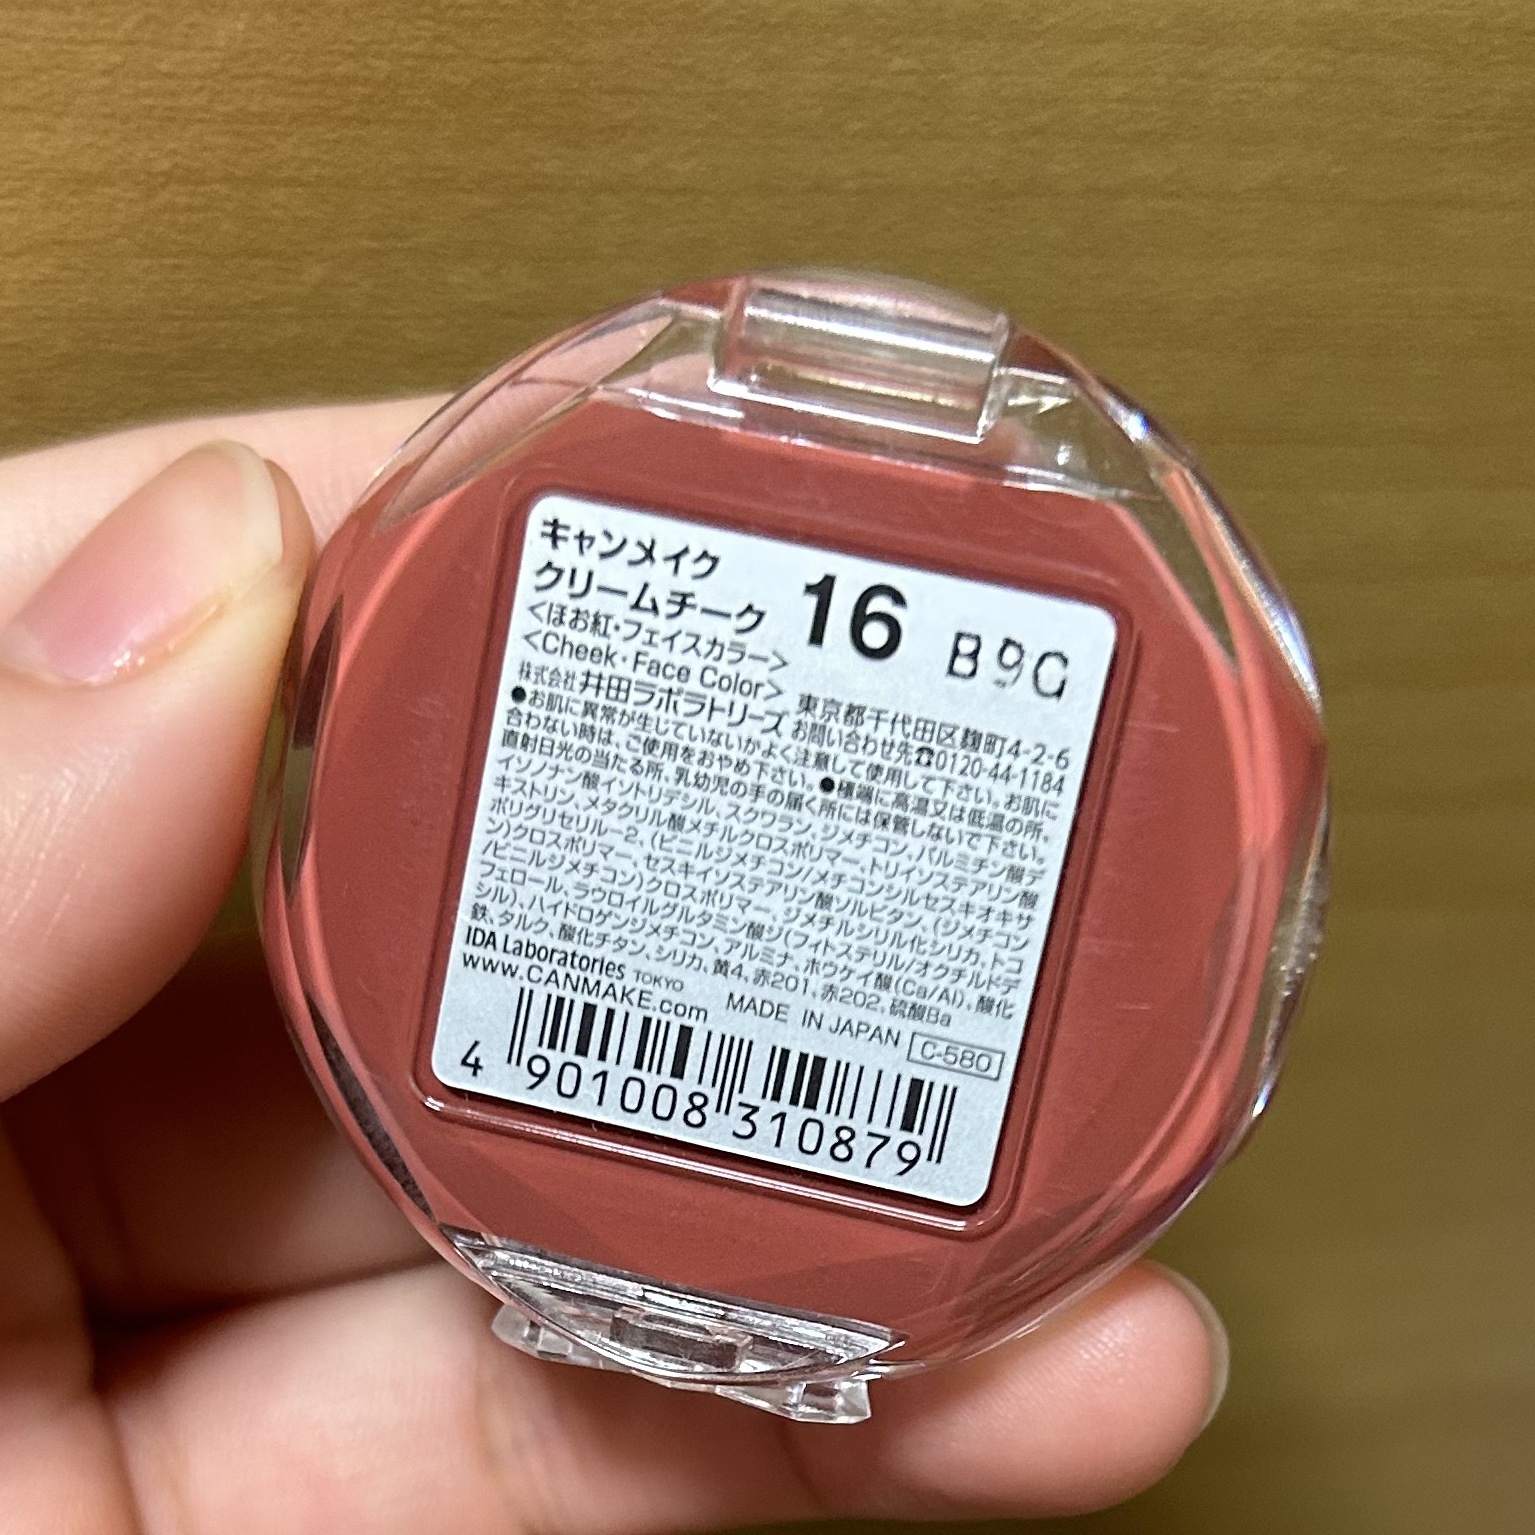 キャンメイク
クリームチーク
16 B9G
<ほお紅・フェイスカラー>
<Cheek・Face Color>
株式会社 井田ラボラトリーズ 東京都千代田区麹町4-2-6
お問い合わせ先☎0120-44-1184
●お肌に異常が生じていないかよく注意して使用して下さい。お肌に
合わない時は、ご使用をおやめ下さい。●極端に高温又は低温の所、
直射日光の当たる所、乳幼児の手の届く所には保管しないで下さい。
イソノナン酸イソトリデシル、スクワラン、ジメチコン、パルミチン酸デ
キストリン、メタクリル酸メチルクロスポリマー、トリイソステアリン酸
ポリグリセリル-2、(ビニルジメチコン/メチコンシルセスキオキサ
ン)クロスポリマー、セスキイソステアリン酸ソルビタン、(ジメチコン
/ビニルジメチコン)クロスポリマー、ジメチルシリル化シリカ、トコ
フェロール、ラウロイルグルタミン酸ジ(フィトステリル/オクチルドデ
シル)、ハイドロゲンジメチコン、アルミナ、ホウケイ酸(Ca/Al)、酸化
鉄、タルク、酸化チタン、シリカ、黄4、赤201、赤202、硫酸Ba
IDA Laboratories TOKYO
www.CANMAKE.com MADE IN JAPAN C-580
4 901008 310879